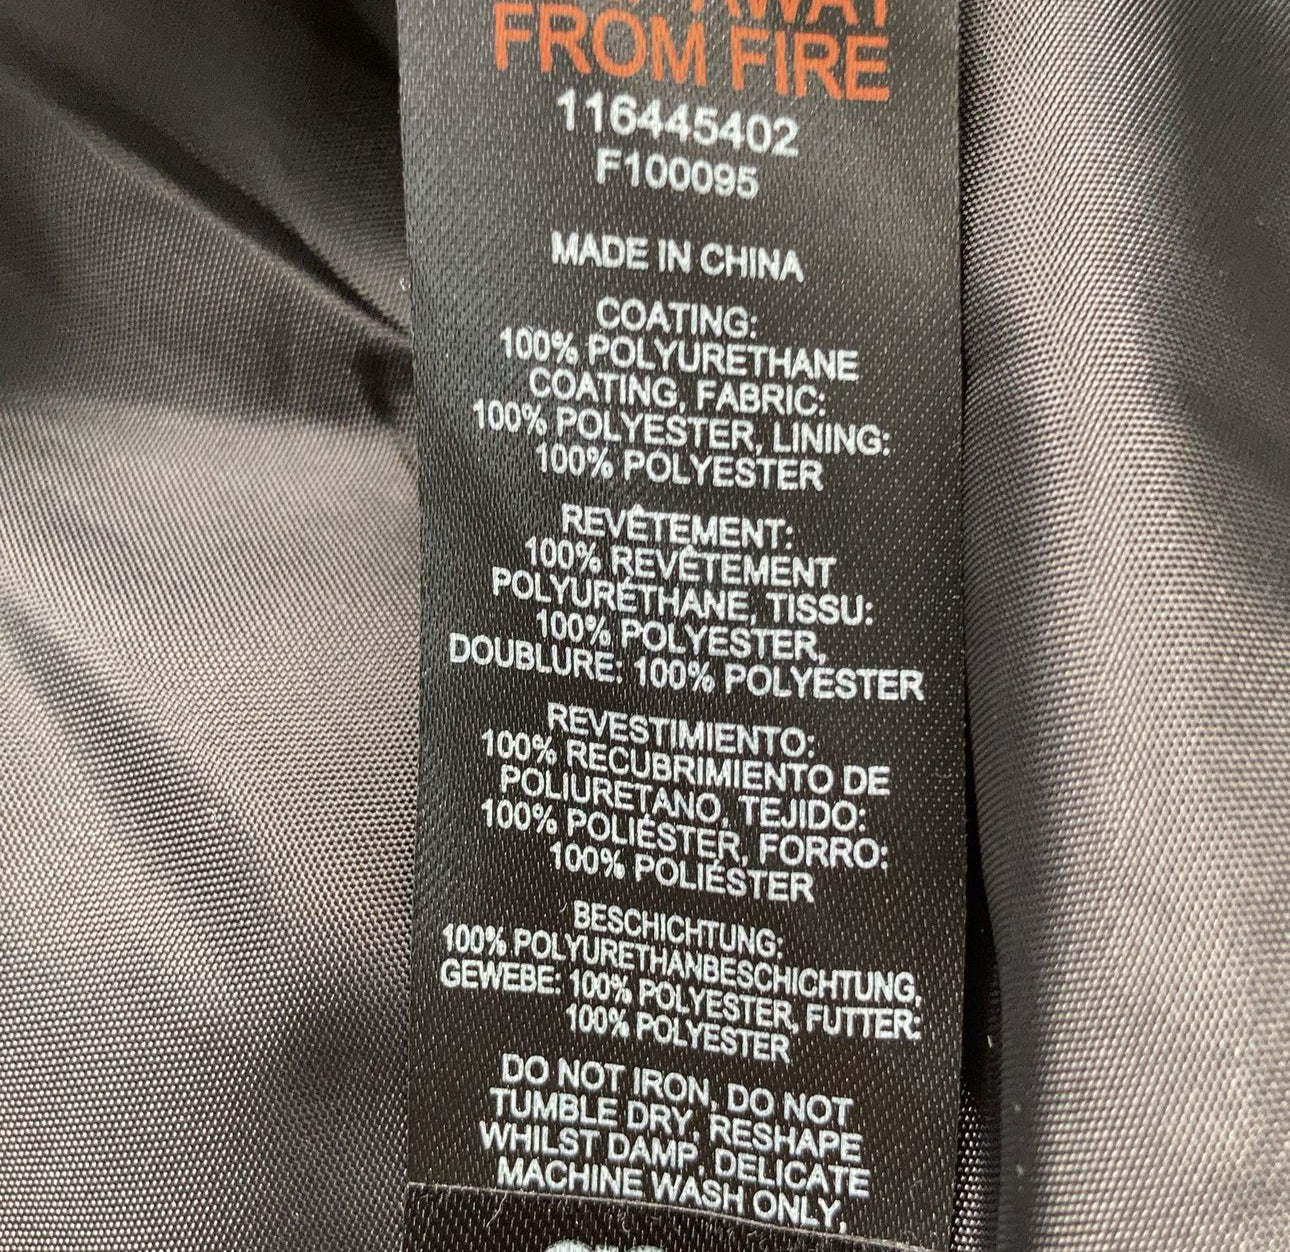 AWAY
FROM FIRE
116445402
F100095
MADE IN CHINA
COATING:
100% POLYURETHANE
COATING, FABRIC:
100% POLYESTER, LINING:
100% POLYESTER
REVÊTEMENT:
100% REVÊTEMENT
POLYURÉTHANE, TISSU:
100% POLYESTER,
DOUBLURE: 100% POLYESTER
REVESTIMIENTO:
100% RECUBRIMIENTO DE
POLIURETANO, TEJIDO:
100% POLIÉSTER, FORRO:
100% POLIÉSTER
BESCHICHTUNG:
100% POLYURETHANBESCHICHTUNG,
GEWEBE: 100% POLYESTER, FUTTER:
100% POLYESTER
DO NOT IRON, DO NOT
TUMBLE DRY, RESHAPE
WHILST DAMP, DELICATE
MACHINE WASH ONLY,